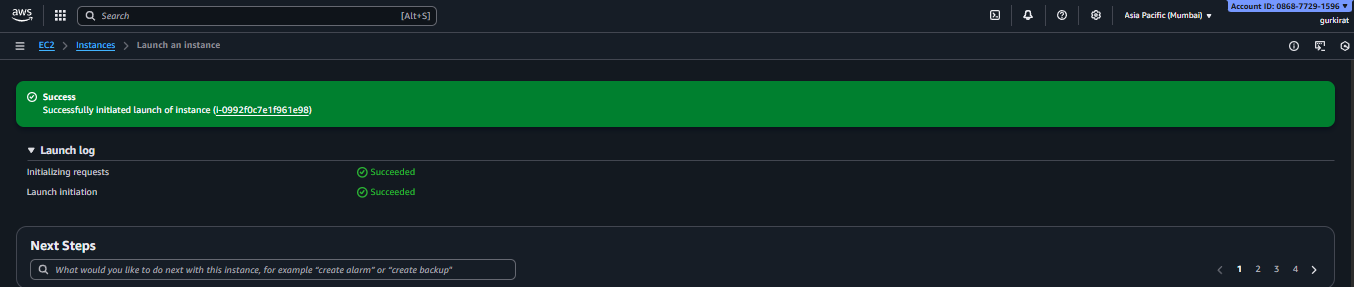 aws
Search [Alt+S]
Asia Pacific (Mumbai)
Account ID: 0868-7729-1596
gurkirat
EC2 Instances Launch an instance
Success
Successfully initiated launch of instance (i-0992f0c7e1f961e98)
Launch log
Initializing requests Succeeded
Launch initiation Succeeded
Next Steps
What would you like to do next with this instance, for example "create alarm" or "create backup"
1 2 3 4